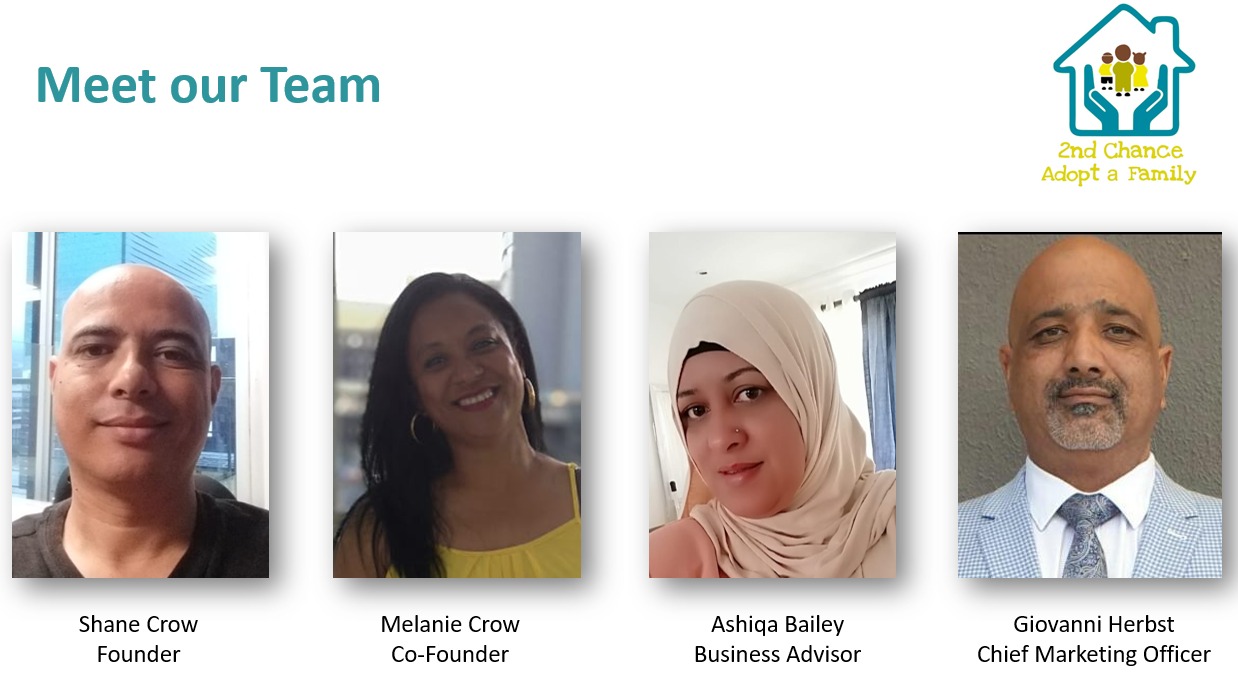 Meet our Team
2nd Chance
Adopt a Family
Shane Crow
Founder
Melanie Crow
Co-Founder
Ashiqa Bailey
Business Advisor
Giovanni Herbst
Chief Marketing Officer